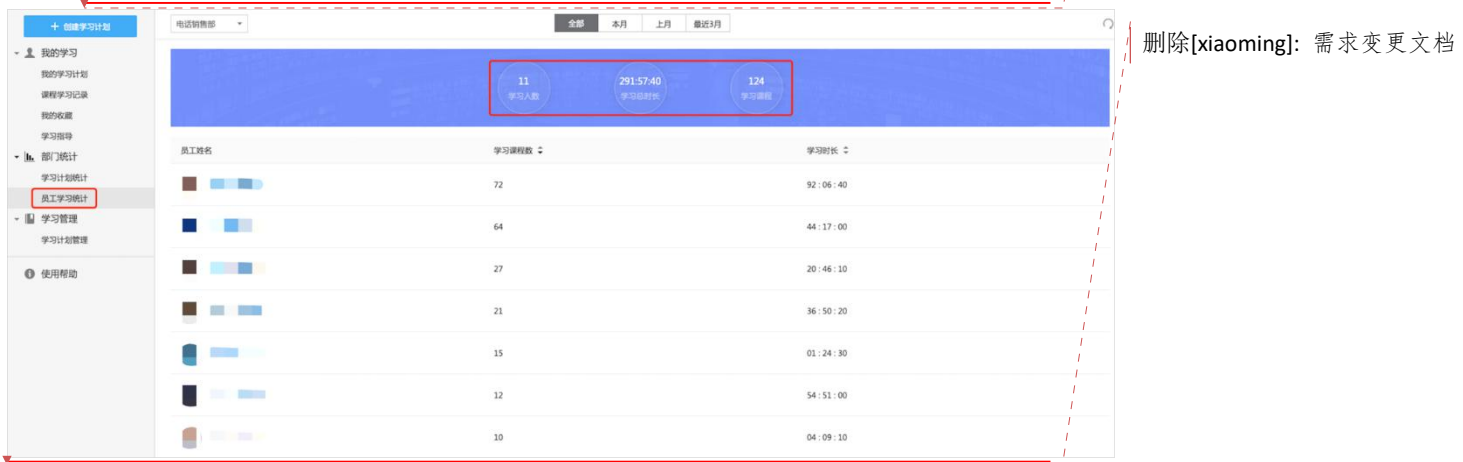 + 创建学习计划
电话销售部
全部 本月 上月 最近3月
删除[xiaoming]: 需求变更文档
我的学习
我的学习计划
课程学习记录
我的收藏
学习指导
部门统计
学习计划统计
员工学习统计
学习管理
学习计划管理
使用帮助
11 291:57:40 124
学习人数 学习总时长 学习课程
员工姓名 学习课程数 学习时长
72 92:06:40
64 44:17:00
27 20:46:10
21 36:50:20
15 01:24:30
12 54:51:00
10 04:09:10